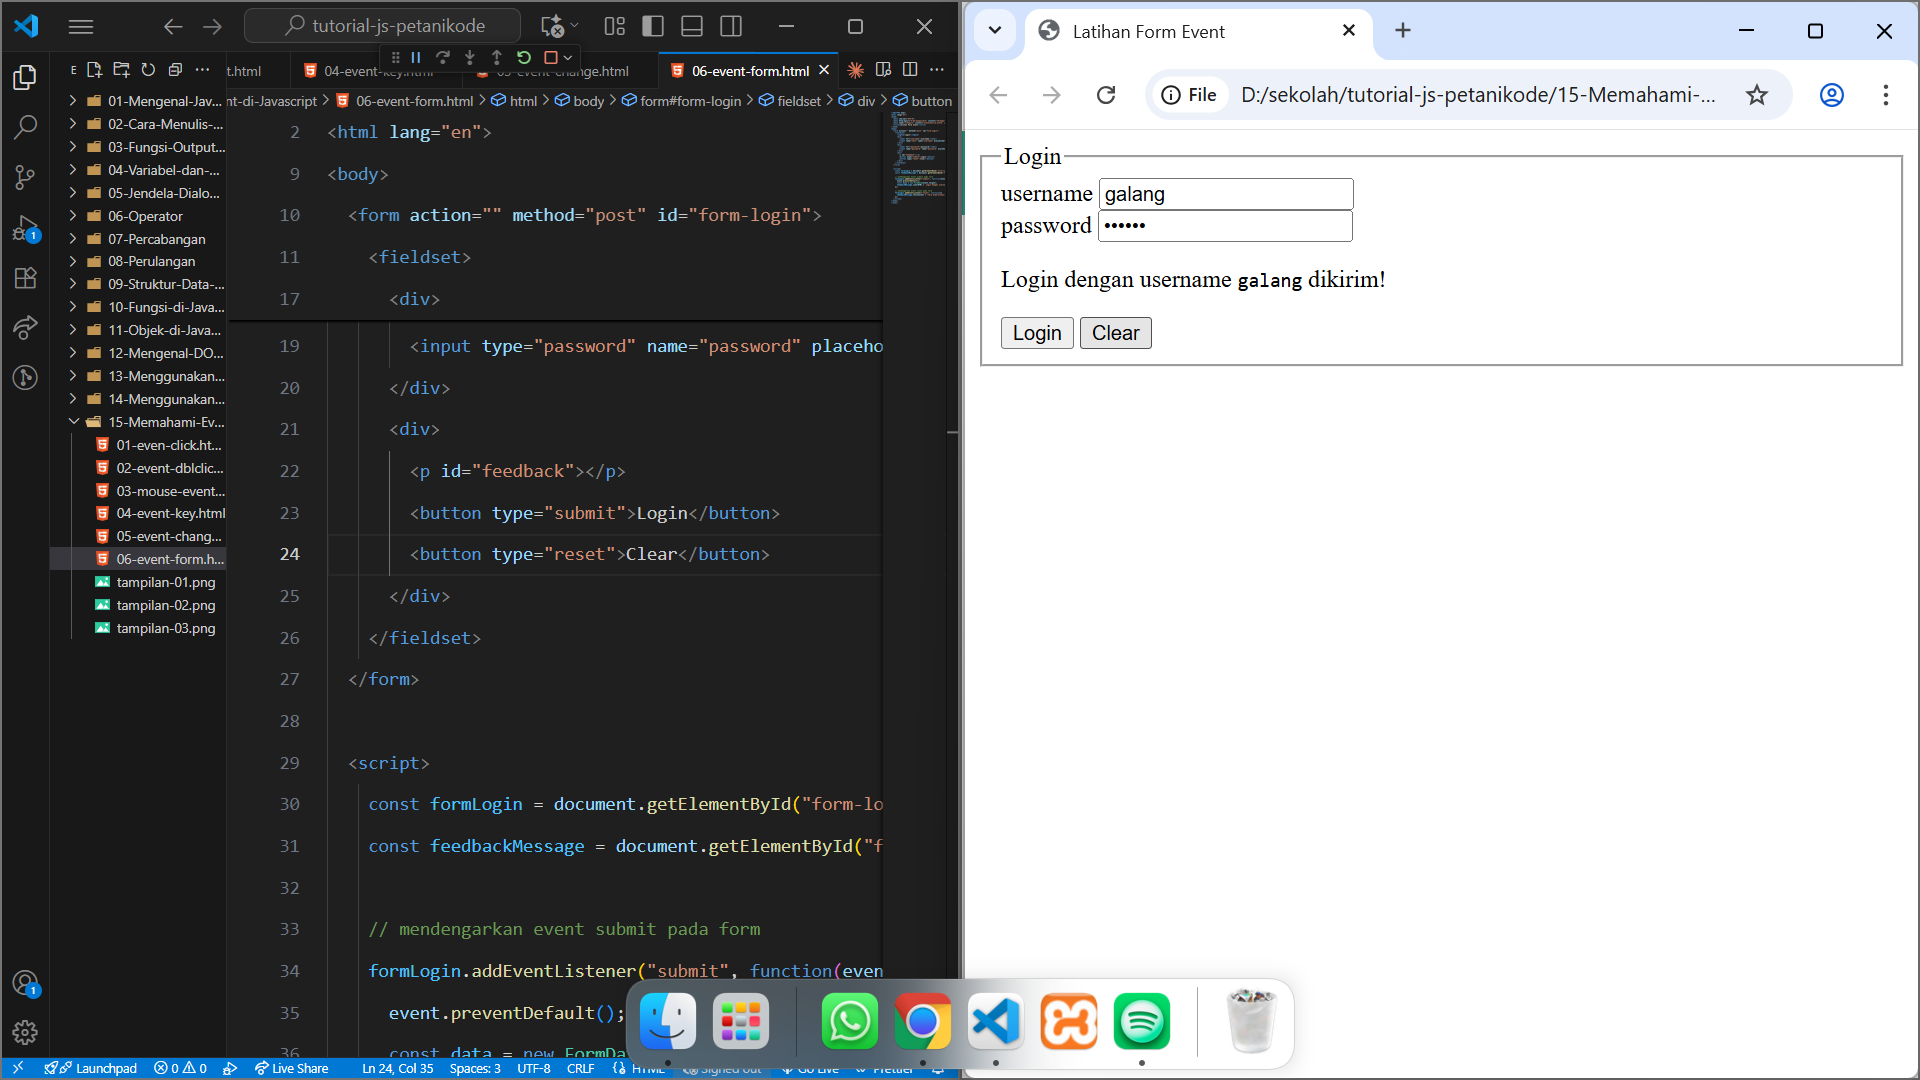 tutorial-js-petanikode
E
t.html
04-event-key.html
05-event-change.html
06-event-form.html
nt-di-Javascript
06-event-form.html
html
body
form#form-login
fieldset
div
button
01-Mengenal-Jav...
02-Cara-Menulis-...
03-Fungsi-Output...
04-Variabel-dan-...
05-Jendela-Dialo...
06-Operator
07-Percabangan
08-Perulangan
09-Struktur-Data-...
10-Fungsi-di-Java...
11-Objek-di-Java...
12-Mengenal-DO...
13-Menggunakan...
14-Menggunakan...
15-Memahami-Ev...
01-even-click.ht...
02-event-dblclic...
03-mouse-event...
04-event-key.html
05-event-chang...
06-event-form.h...
tampilan-01.png
tampilan-02.png
tampilan-03.png
1
1
2 <html lang="en">
9 <body>
10 <form action="" method="post" id="form-login">
11 <fieldset>
17 <div>
19 <input type="password" name="password" placeho
20 </div>
21 <div>
22 <p id="feedback"></p>
23 <button type="submit">Login</button>
24 <button type="reset">Clear</button>
25 </div>
26 </fieldset>
27 </form>
28
29 <script>
30 const formLogin = document.getElementById("form-lo
31 const feedbackMessage = document.getElementById("f
32
33 // mendengarkan event submit pada form
34 formLogin.addEventListener("submit", function(even
35 event.preventDefault();
36 const data = new FormDa
Launchpad
0 0
Live Share
Ln 24, Col 35
Spaces: 3
UTF-8
CRLF
HTML
Signed out
Go Live
Prettier
Latihan Form Event
File
D:/sekolah/tutorial-js-petanikode/15-Memahami-...
Login
username galang
password ••••••
Login dengan username galang dikirim!
Login Clear